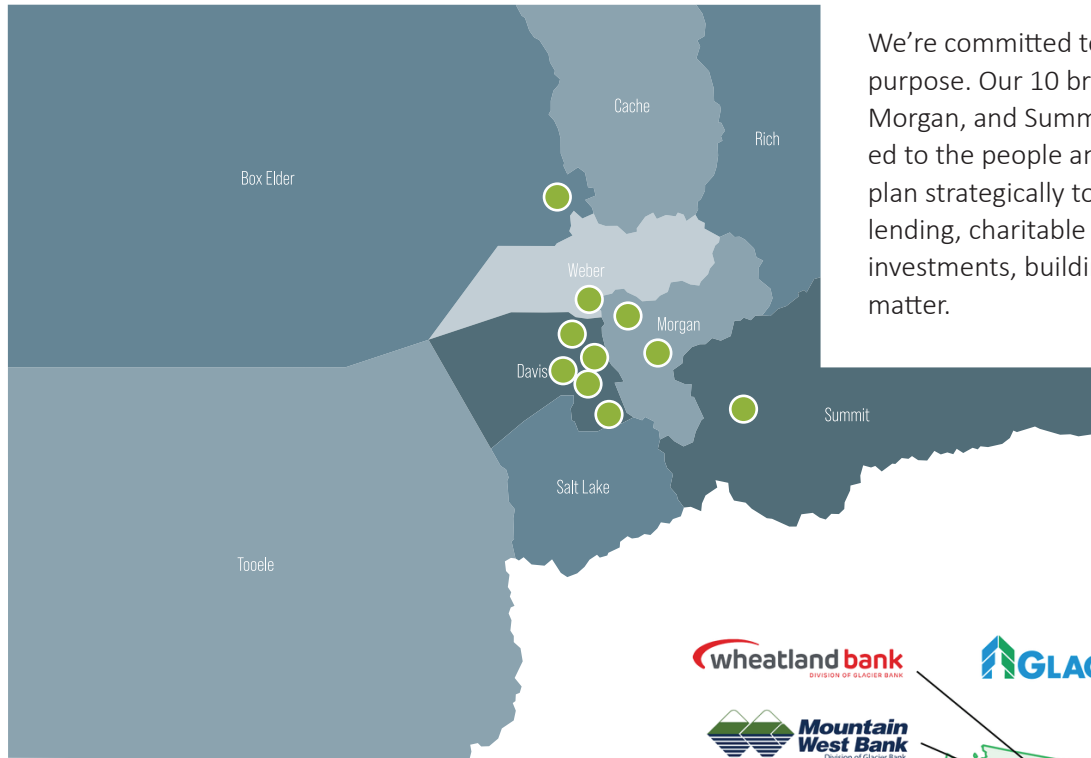 We’re committed to
purpose. Our 10 br
Morgan, and Summ
ed to the people an
plan strategically to
lending, charitable
investments, buildi
matter.
Cache
Rich
Box Elder
Weber
Morgan
Davis
Summit
Salt Lake
Tooele
wheatland bank
DIVISION OF GLACIER BANK
GLAC
Mountain
West Bank
Division of Glacier Bank